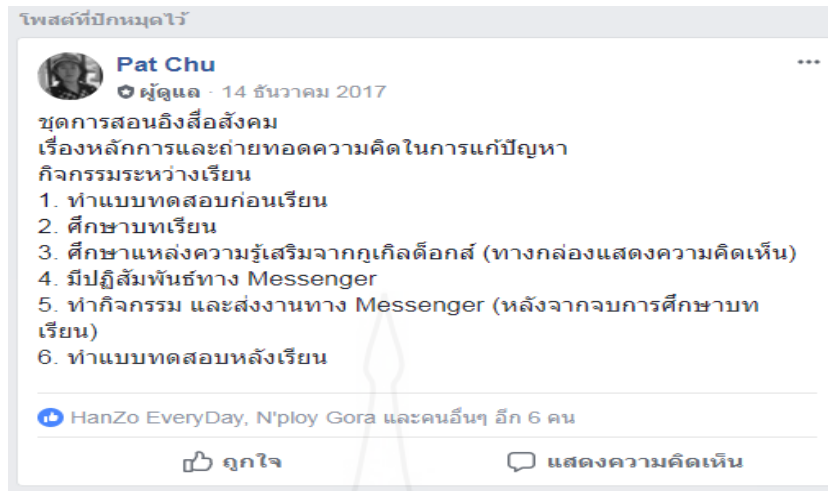 โพสต์ที่ปักหมุดไว้
Pat Chu
ผู้ดูแล · 14 ธันวาคม 2017
ชุดการสอนอิงสื่อสังคม
เรื่องหลักการและถ่ายทอดความคิดในการแก้ปัญหา
กิจกรรมระหว่างเรียน
1. ทำแบบทดสอบก่อนเรียน
2. ศึกษาบทเรียน
3. ศึกษาแหล่งความรู้เสริมจากกูเกิลด็อกส์ (ทางกล่องแสดงความคิดเห็น)
4. มีปฏิสัมพันธ์ทาง Messenger
5. ทำกิจกรรม และส่งงานทาง Messenger (หลังจากจบการศึกษาบท
เรียน)
6. ทำแบบทดสอบหลังเรียน
HanZo EveryDay, N'ploy Gora และคนอื่นๆ อีก 6 คน
ถูกใจ แสดงความคิดเห็น